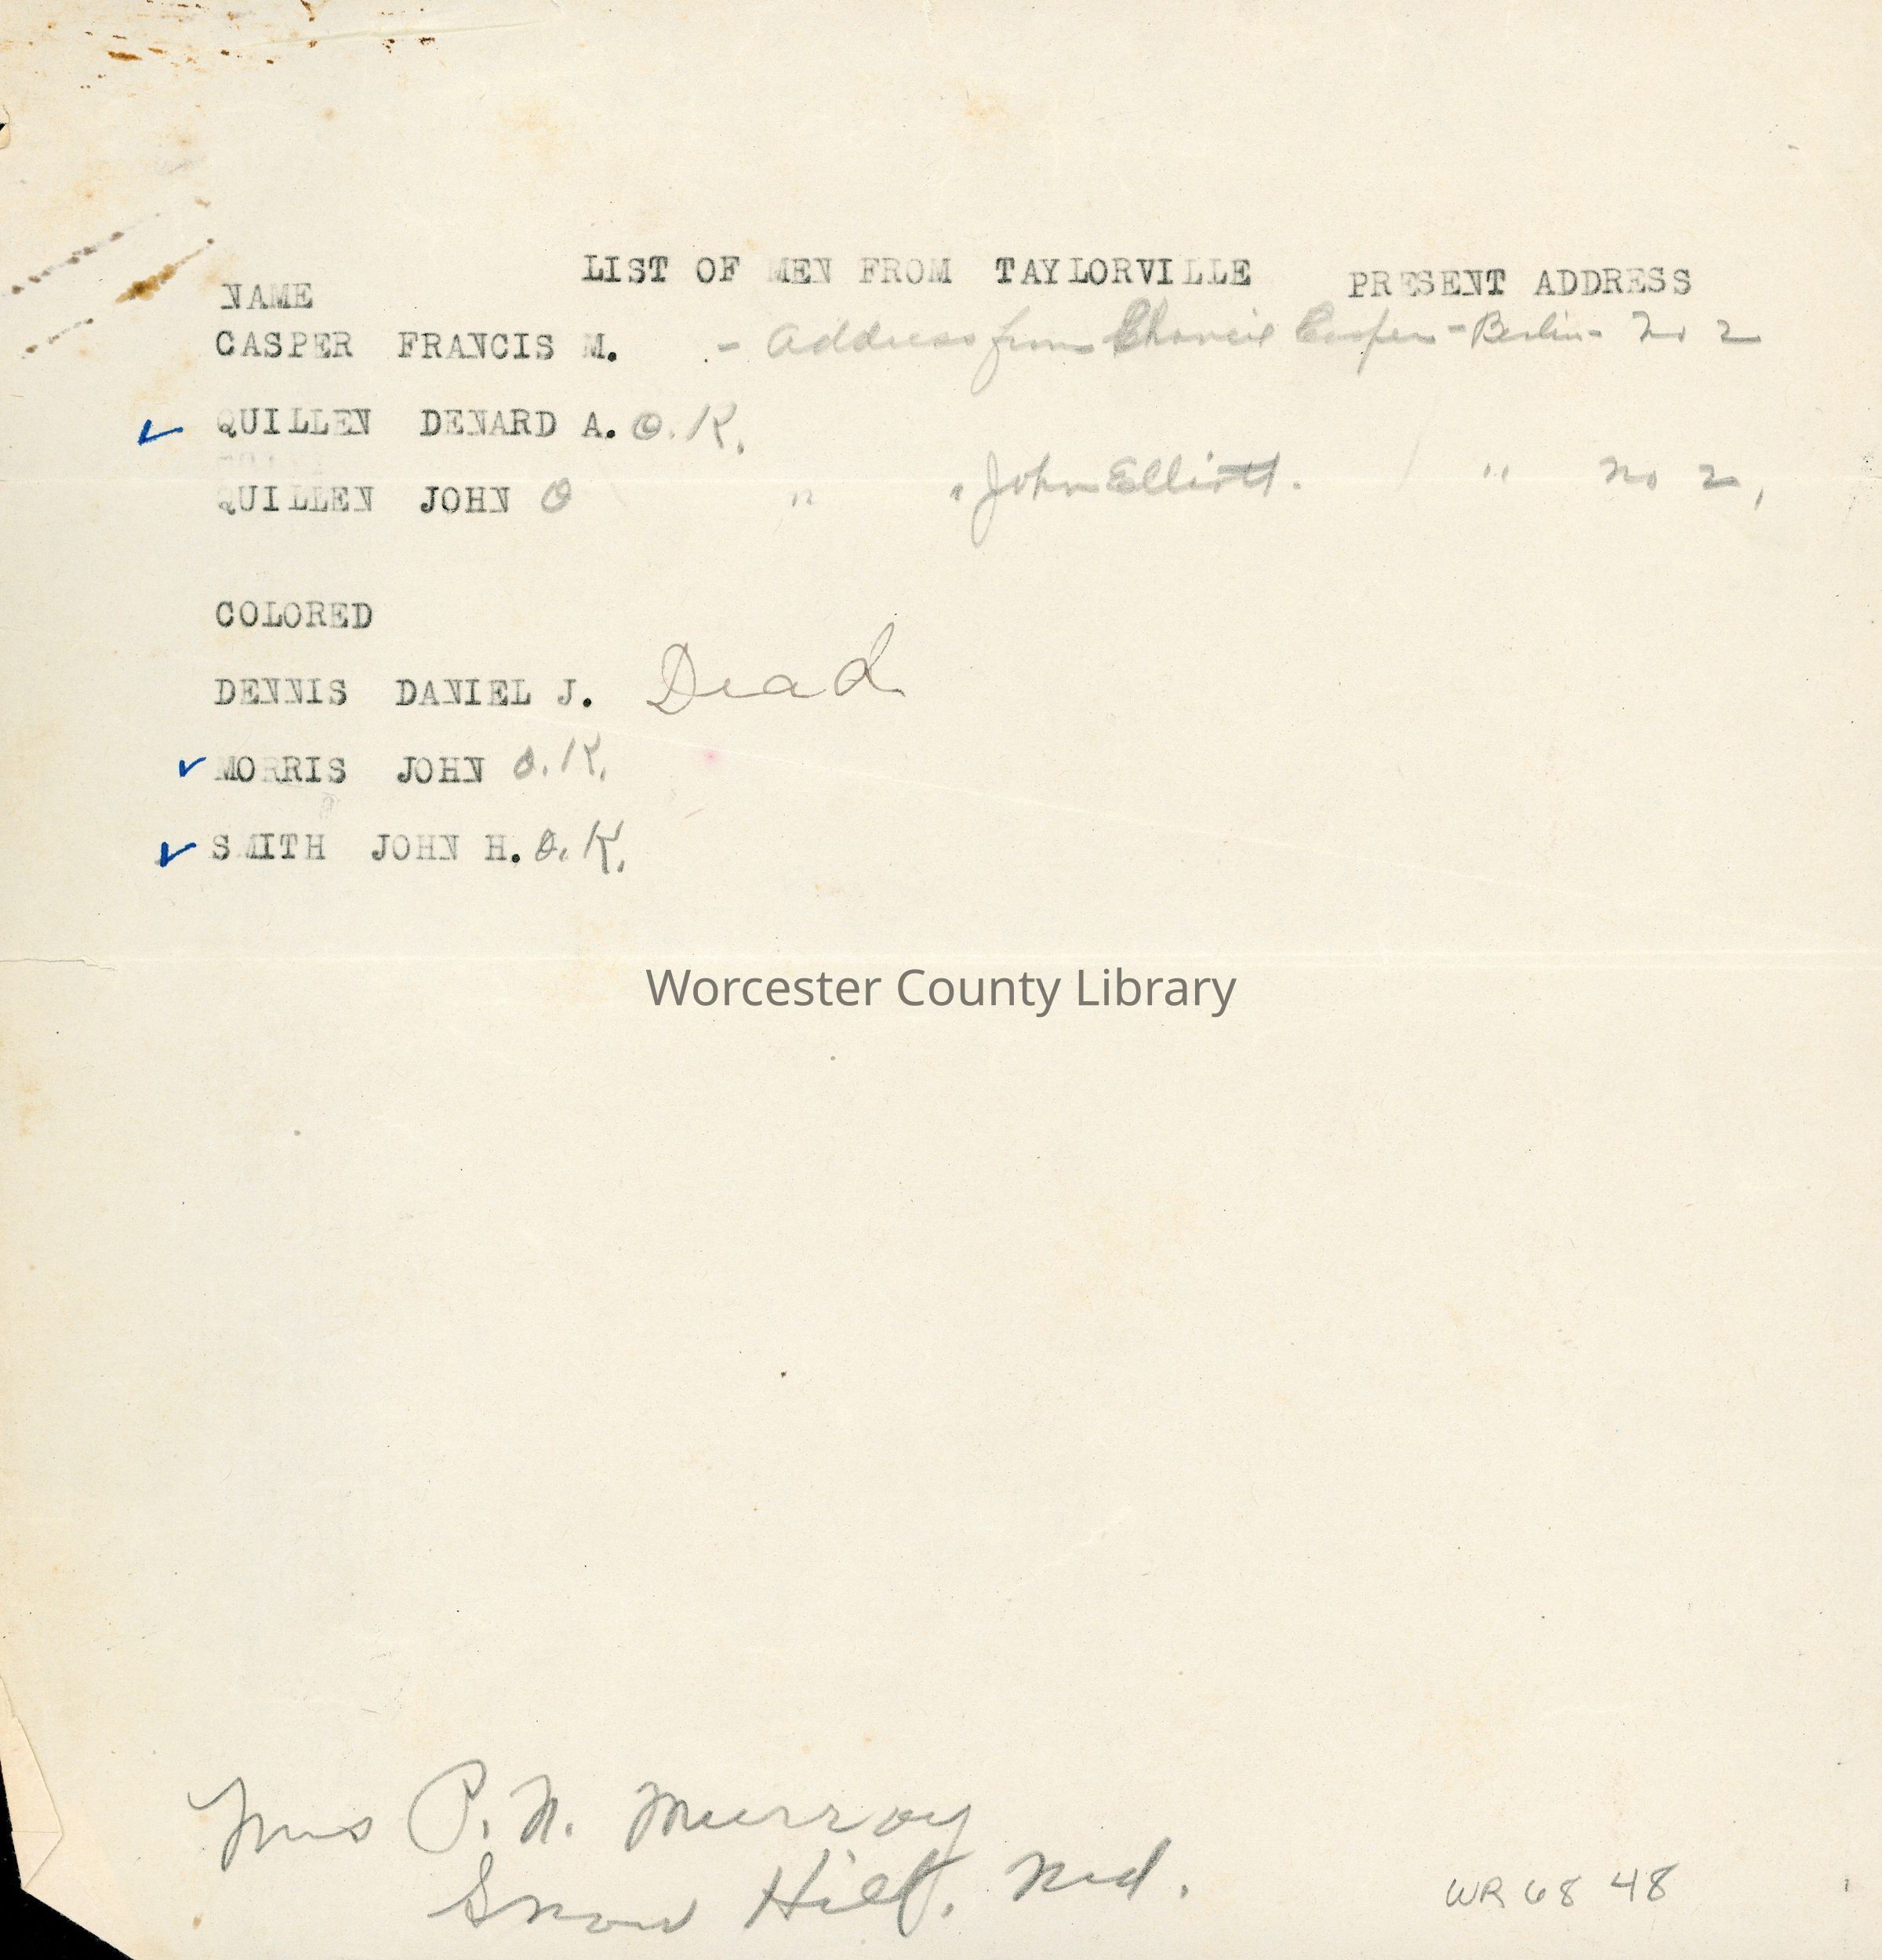 LIST OF MEN FROM TAYLORVILLE PRESENT ADDRESS
NAME
CASPER FRANCIS M. - Address from Casper - Berlin - No 2
✓ QUILLEN DENARD A. O.K.
QUILLEN JOHN O " " John Elliott. " No 2,
COLORED
DENNIS DANIEL J. Dead.
✓ MORRIS JOHN O.K.
✓ SMITH JOHN H. O.K.
Worcester County Library
Mrs P. N. Murray
Snow Hill, Md.
WR 68 48